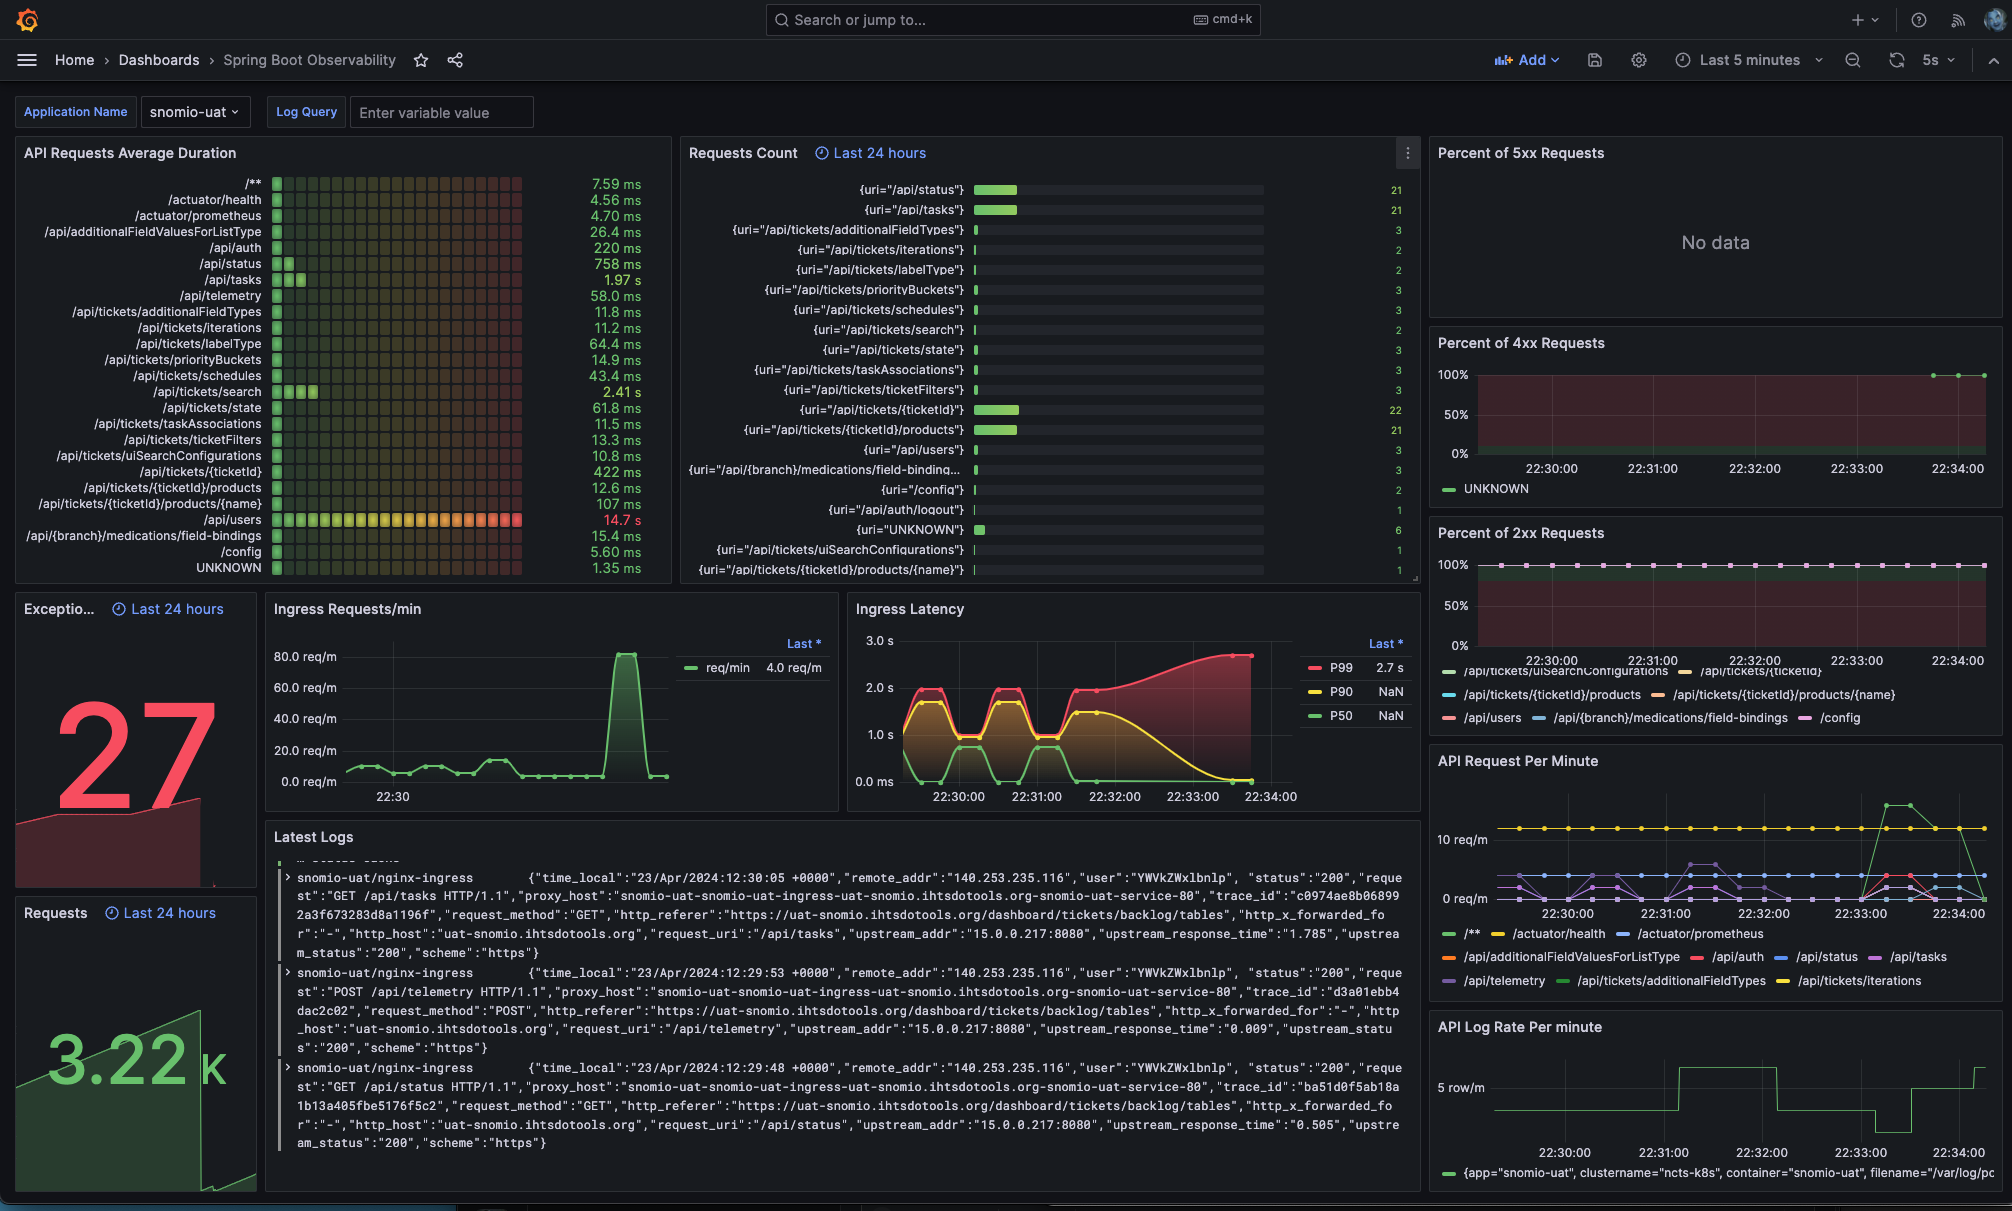 Search or jump to...
cmd+k
Home › Dashboards › Spring Boot Observability
Add
Last 5 minutes
5s
Application Name
snomio-uat
Log Query
Enter variable value
API Requests Average Duration
/** 7.59 ms
/actuator/health 4.56 ms
/actuator/prometheus 4.70 ms
/api/additionalFieldValuesForListType 26.4 ms
/api/auth 220 ms
/api/status 758 ms
/api/tasks 1.97 s
/api/telemetry 58.0 ms
/api/tickets/additionalFieldTypes 11.8 ms
/api/tickets/iterations 11.2 ms
/api/tickets/labelType 64.4 ms
/api/tickets/priorityBuckets 14.9 ms
/api/tickets/schedules 43.4 ms
/api/tickets/search 2.41 s
/api/tickets/state 61.8 ms
/api/tickets/taskAssociations 11.5 ms
/api/tickets/ticketFilters 13.3 ms
/api/tickets/uiSearchConfigurations 10.8 ms
/api/tickets/{ticketId} 422 ms
/api/tickets/{ticketId}/products 12.6 ms
/api/tickets/{ticketId}/products/{name} 107 ms
/api/users 14.7 s
/api/{branch}/medications/field-bindings 15.4 ms
/config 5.60 ms
UNKNOWN 1.35 ms
Requests Count
Last 24 hours
{uri="/api/status"} 21
{uri="/api/tasks"} 21
{uri="/api/tickets/additionalFieldTypes"} 3
{uri="/api/tickets/iterations"} 2
{uri="/api/tickets/labelType"} 2
{uri="/api/tickets/priorityBuckets"} 3
{uri="/api/tickets/schedules"} 3
{uri="/api/tickets/search"} 2
{uri="/api/tickets/state"} 3
{uri="/api/tickets/taskAssociations"} 3
{uri="/api/tickets/ticketFilters"} 3
{uri="/api/tickets/{ticketId}"} 22
{uri="/api/tickets/{ticketId}/products"} 21
{uri="/api/users"} 3
{uri="/api/{branch}/medications/field-binding... 3
{uri="/config"} 2
{uri="/api/auth/logout"} 1
{uri="UNKNOWN"} 6
{uri="/api/tickets/uiSearchConfigurations"} 1
{uri="/api/tickets/{ticketId}/products/{name}"} 1
Percent of 5xx Requests
No data
Percent of 4xx Requests
100%
50%
0%
22:30:00 22:31:00 22:32:00 22:33:00 22:34:00
UNKNOWN
Percent of 2xx Requests
100%
50%
0%
22:30:00 22:31:00 22:32:00 22:33:00 22:34:00
/api/tickets/uiSearchConfigurations /api/tickets/{ticketId}
/api/tickets/{ticketId}/products /api/tickets/{ticketId}/products/{name}
/api/users /api/{branch}/medications/field-bindings /config
Exceptio...
Last 24 hours
27
Ingress Requests/min
80.0 req/m
60.0 req/m
40.0 req/m
20.0 req/m
0.0 req/m
22:30
Last *
req/min 4.0 req/m
Ingress Latency
3.0 s
2.0 s
1.0 s
0.0 ms
22:30:00 22:31:00 22:32:00 22:33:00 22:34:00
Last *
P99 2.7 s
P90 NaN
P50 NaN
API Request Per Minute
10 req/m
0 req/m
22:30:00 22:31:00 22:32:00 22:33:00 22:34:00
/** /actuator/health /actuator/prometheus
/api/additionalFieldValuesForListType /api/auth /api/status /api/tasks
/api/telemetry /api/tickets/additionalFieldTypes /api/tickets/iterations
Requests
Last 24 hours
3.22 K
Latest Logs
snomio-uat/nginx-ingress {"time_local":"23/Apr/2024:12:30:05 +0000","remote_addr":"140.253.235.116","user":"YWVkZWxlbnlp", "status":"200","reque
st":"GET /api/tasks HTTP/1.1","proxy_host":"snomio-uat-snomio-uat-ingress-uat-snomio.ihtsdotools.org-snomio-uat-service-80","trace_id":"c0974ae8b06899
2a3f673283d8a1196f","request_method":"GET","http_referer":"https://uat-snomio.ihtsdotools.org/dashboard/tickets/backlog/tables","http_x_forwarded_fo
r":"-","http_host":"uat-snomio.ihtsdotools.org","request_uri":"/api/tasks","upstream_addr":"15.0.0.217:8080","upstream_response_time":"1.785","upstrea
m_status":"200","scheme":"https"}
snomio-uat/nginx-ingress {"time_local":"23/Apr/2024:12:29:53 +0000","remote_addr":"140.253.235.116","user":"YWVkZWxlbnlp", "status":"200","reque
st":"POST /api/telemetry HTTP/1.1","proxy_host":"snomio-uat-snomio-uat-ingress-uat-snomio.ihtsdotools.org-snomio-uat-service-80","trace_id":"d3a01ebb4
dac2c02","request_method":"POST","http_referer":"https://uat-snomio.ihtsdotools.org/dashboard/tickets/backlog/tables","http_x_forwarded_for":"-","http
_host":"uat-snomio.ihtsdotools.org","request_uri":"/api/telemetry","upstream_addr":"15.0.0.217:8080","upstream_response_time":"0.009","upstream_statu
s":"200","scheme":"https"}
snomio-uat/nginx-ingress {"time_local":"23/Apr/2024:12:29:48 +0000","remote_addr":"140.253.235.116","user":"YWVkZWxlbnlp", "status":"200","reque
st":"GET /api/status HTTP/1.1","proxy_host":"snomio-uat-snomio-uat-ingress-uat-snomio.ihtsdotools.org-snomio-uat-service-80","trace_id":"ba51d0f5ab18a
1b13a405fbe5176f5c2","request_method":"GET","http_referer":"https://uat-snomio.ihtsdotools.org/dashboard/tickets/backlog/tables","http_x_forwarded_fo
r":"-","http_host":"uat-snomio.ihtsdotools.org","request_uri":"/api/status","upstream_addr":"15.0.0.217:8080","upstream_response_time":"0.505","upstre
am_status":"200","scheme":"https"}
API Log Rate Per minute
5 row/m
22:30:00 22:31:00 22:32:00 22:33:00 22:34:00
{app="snomio-uat", clustername="ncts-k8s", container="snomio-uat", filename="/var/log/pc